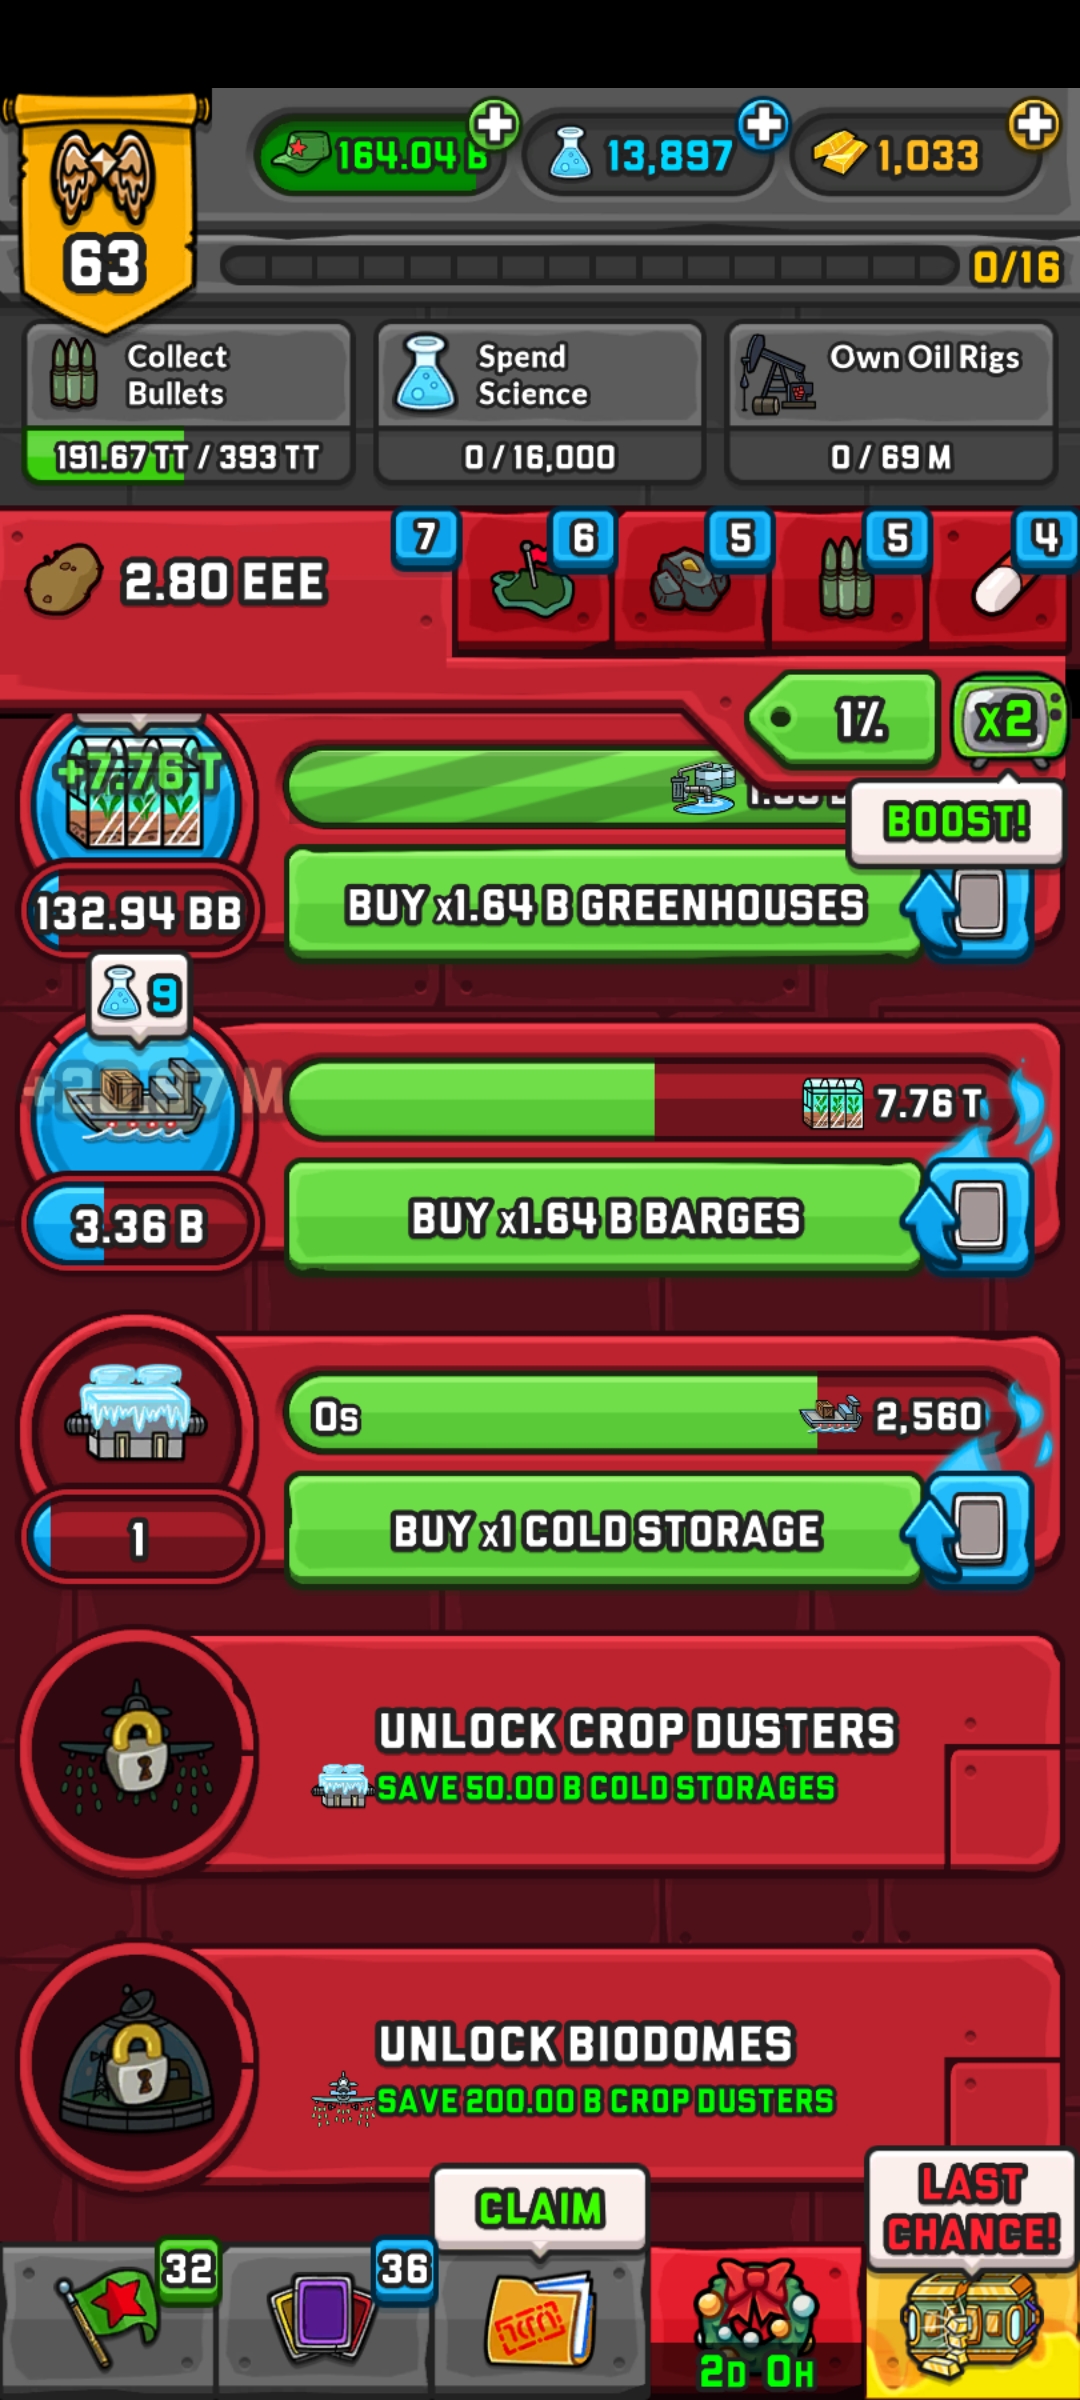 164.04 B
13,897
1,033
63
0/16
Collect
Bullets
191.67 TT / 393 TT
Spend
Science
0 / 16,000
Own Oil Rigs
0 / 69 M
2.80 EEE
7
6
5
5
4
1%
x2
BOOST!
+7.76 T
132.94 BB
BUY x1.64 B GREENHOUSES
9
7.76 T
3.36 B
BUY x1.64 B BARGES
0s
2,560
1
BUY x1 COLD STORAGE
UNLOCK CROP DUSTERS
SAVE 50.00 B COLD STORAGES
UNLOCK BIODOMES
SAVE 200.00 B CROP DUSTERS
CLAIM
LAST
CHANCE!
32
36
2D 0H